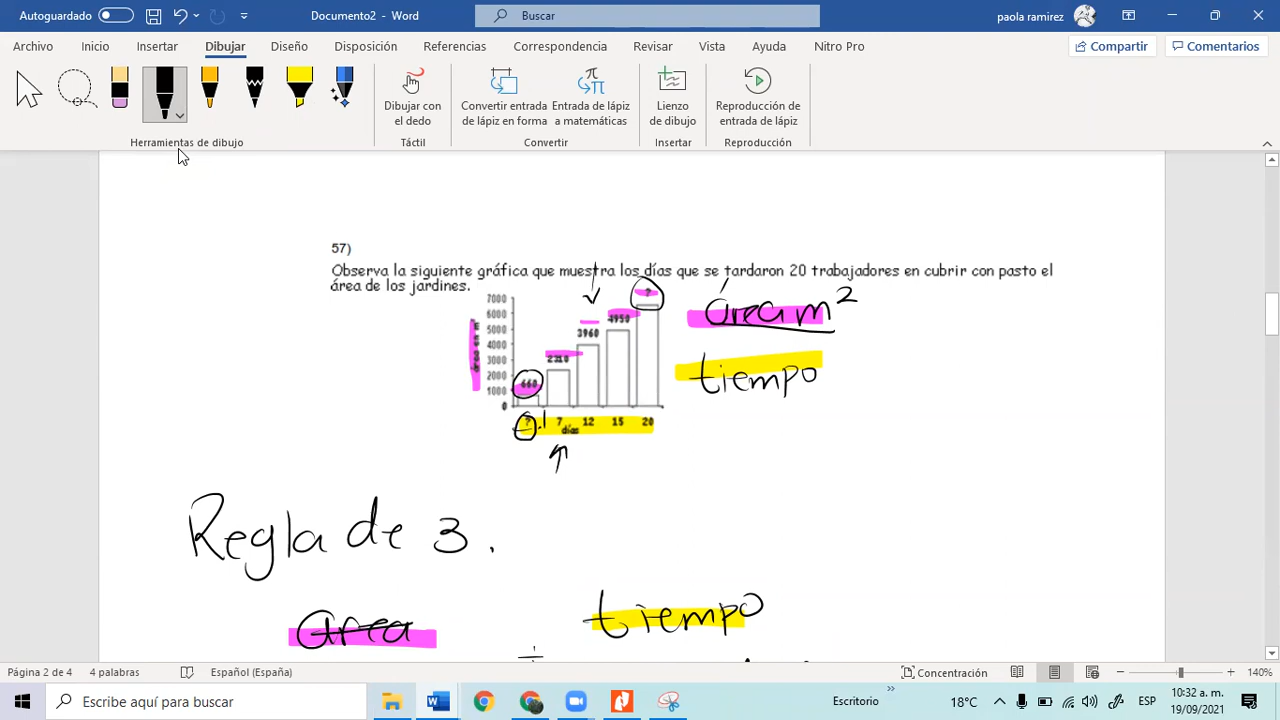 Autoguardado
Documento2 - Word
Buscar
paola ramirez
Archivo Inicio Insertar Dibujar Diseño Disposición Referencias Correspondencia Revisar Vista Ayuda Nitro Pro
Compartir Comentarios
Dibujar con el dedo
Convertir entrada de lápiz en forma
Entrada de lápiz a matemáticas
Lienzo de dibujo
Reproducción de entrada de lápiz
Herramientas de dibujo Táctil Convertir Insertar Reproducción
57)
Observa la siguiente gráfica que muestra los días que se tardaron 20 trabajadores en cubrir con pasto el
área de los jardines.
7000
6000
5000
4000
3000
2000
1000
0
área en m
660
2310
3960
4950
?
? 7 12 15 20
días
área m²
tiempo
Regla de 3.
area
tiempo
Página 2 de 4 4 palabras Español (España) Concentración 140%
Escribe aquí para buscar
Escritorio
18°C
ESP
10:32 a. m.
19/09/2021